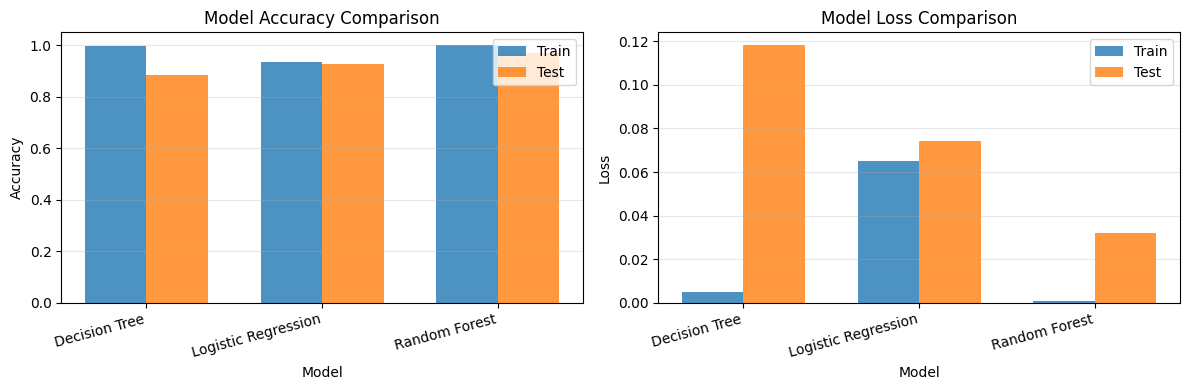 Model Accuracy Comparison
1.0
0.8
0.6
0.4
0.2
0.0
Accuracy
Train
Test
Decision Tree
Logistic Regression
Random Forest
Model
Model Loss Comparison
0.12
0.10
0.08
0.06
0.04
0.02
0.00
Loss
Train
Test
Decision Tree
Logistic Regression
Random Forest
Model